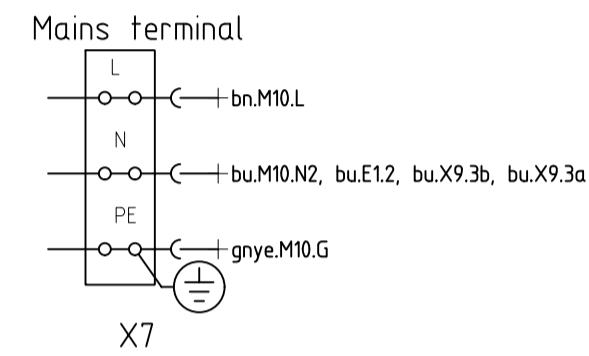 Mains terminal
L
bn.M10.L
N
bu.M10.N2, bu.E1.2, bu.X9.3b, bu.X9.3a
PE
gnye.M10.G
X7